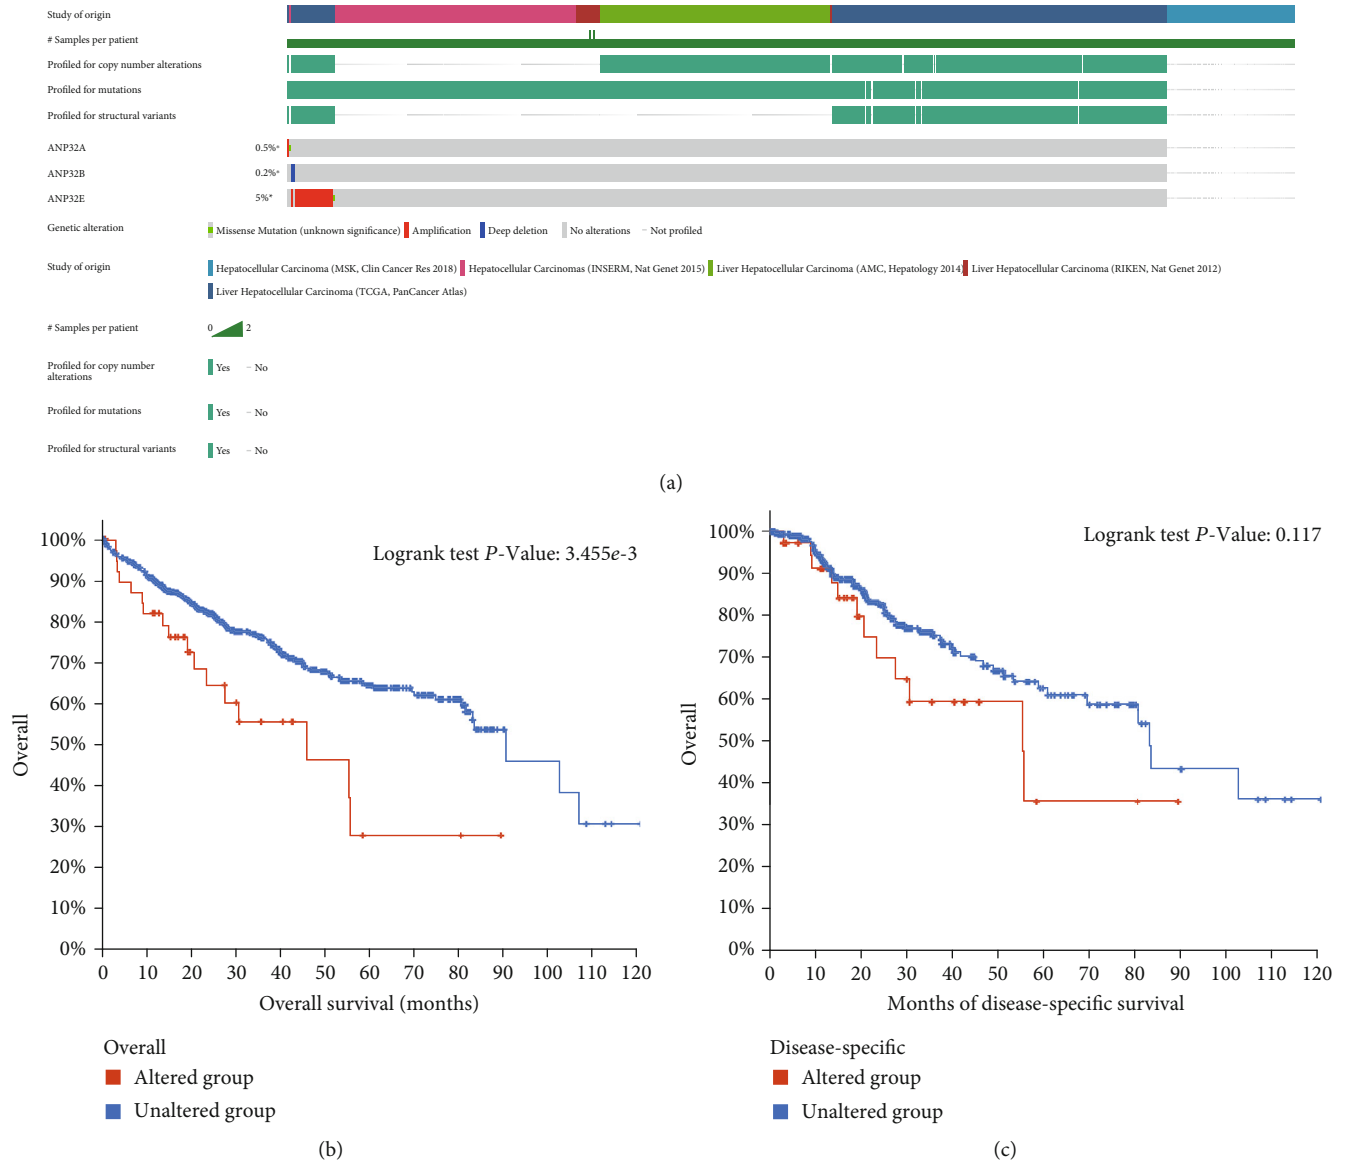 Study of origin
# Samples per patient
Profiled for copy number alterations
Profiled for mutations
Profiled for structural variants
ANP32A 0.5%*
ANP32B 0.2%*
ANP32E 5%*
Genetic alteration Missense Mutation (unknown significance) Amplification Deep deletion No alterations – Not profiled
Study of origin Hepatocellular Carcinoma (MSK, Clin Cancer Res 2018) Hepatocellular Carcinomas (INSERM, Nat Genet 2015) Liver Hepatocellular Carcinoma (AMC, Hepatology 2014) Liver Hepatocellular Carcinoma (RIKEN, Nat Genet 2012)
Liver Hepatocellular Carcinoma (TCGA, PanCancer Atlas)
# Samples per patient 0 2
Profiled for copy number
alterations Yes – No
Profiled for mutations Yes – No
Profiled for structural variants Yes – No
(a)
Logrank test P-Value: 3.455e-3
100%
90%
80%
70%
60%
50%
40%
30%
20%
10%
0%
Overall
0 10 20 30 40 50 60 70 80 90 100 110 120
Overall survival (months)
Overall
Altered group
Unaltered group
(b)
Logrank test P-Value: 0.117
100%
90%
80%
70%
60%
50%
40%
30%
20%
10%
0%
Overall
0 10 20 30 40 50 60 70 80 90 100 110 120
Months of disease-specific survival
Disease-specific
Altered group
Unaltered group
(c)